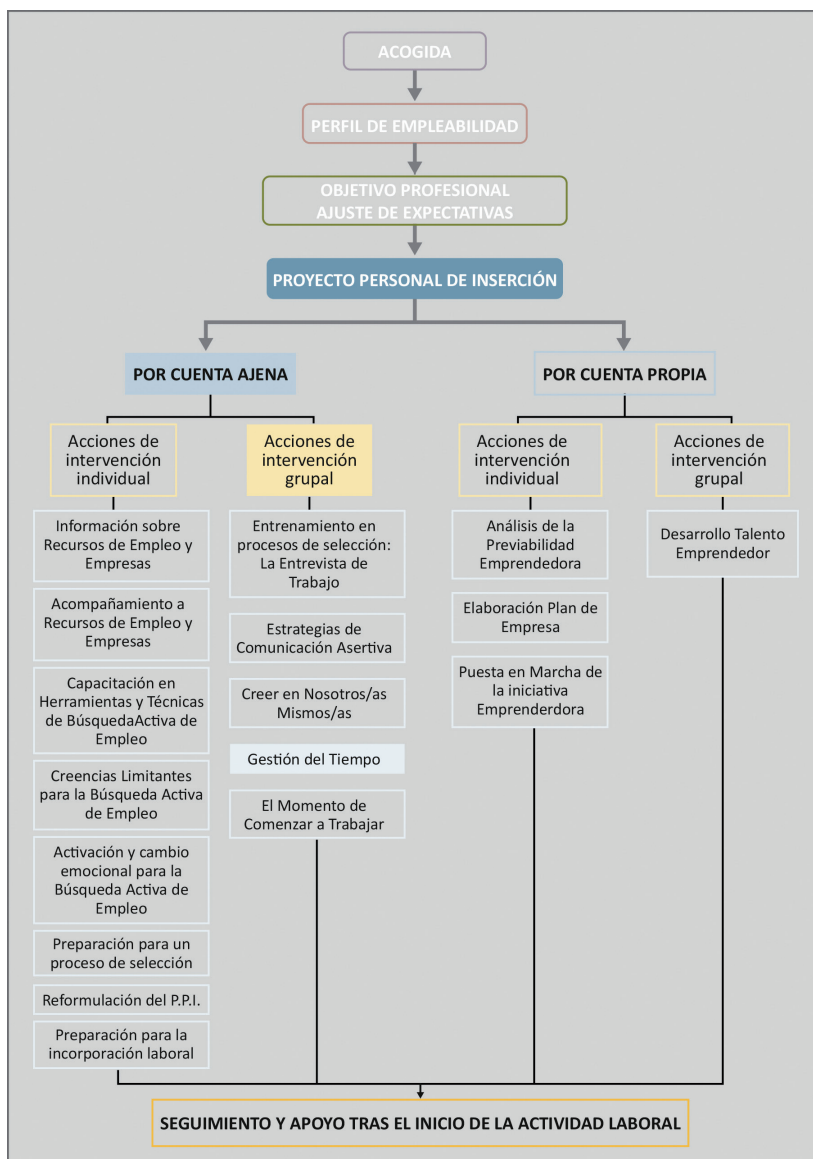 ACOGIDA
PERFIL DE EMPLEABILIDAD
OBJETIVO PROFESIONAL
AJUSTE DE EXPECTATIVAS
PROYECTO PERSONAL DE INSERCIÓN
POR CUENTA AJENA
Acciones de
intervención
individual
Información sobre
Recursos de Empleo y
Empresas
Acompañamiento a
Recursos de Empleo y
Empresas
Capacitación en
Herramientas y Técnicas
de BúsquedaActiva de
Empleo
Creencias Limitantes
para la Búsqueda Activa
de Empleo
Activación y cambio
emocional para la
Búsqueda Activa de
Empleo
Preparación para un
proceso de selección
Reformulación del P.P.I.
Preparación para la
incorporación laboral
Acciones de
intervención
grupal
Entrenamiento en
procesos de selección:
La Entrevista de
Trabajo
Estrategias de
Comunicación Asertiva
Creer en Nosotros/as
Mismos/as
Gestión del Tiempo
El Momento de
Comenzar a Trabajar
POR CUENTA PROPIA
Acciones de
intervención
individual
Análisis de la
Previabilidad
Emprendedora
Elaboración Plan de
Empresa
Puesta en Marcha de
la iniciativa
Emprenderdora
Acciones de
intervención
grupal
Desarrollo Talento
Emprendedor
SEGUIMIENTO Y APOYO TRAS EL INICIO DE LA ACTIVIDAD LABORAL